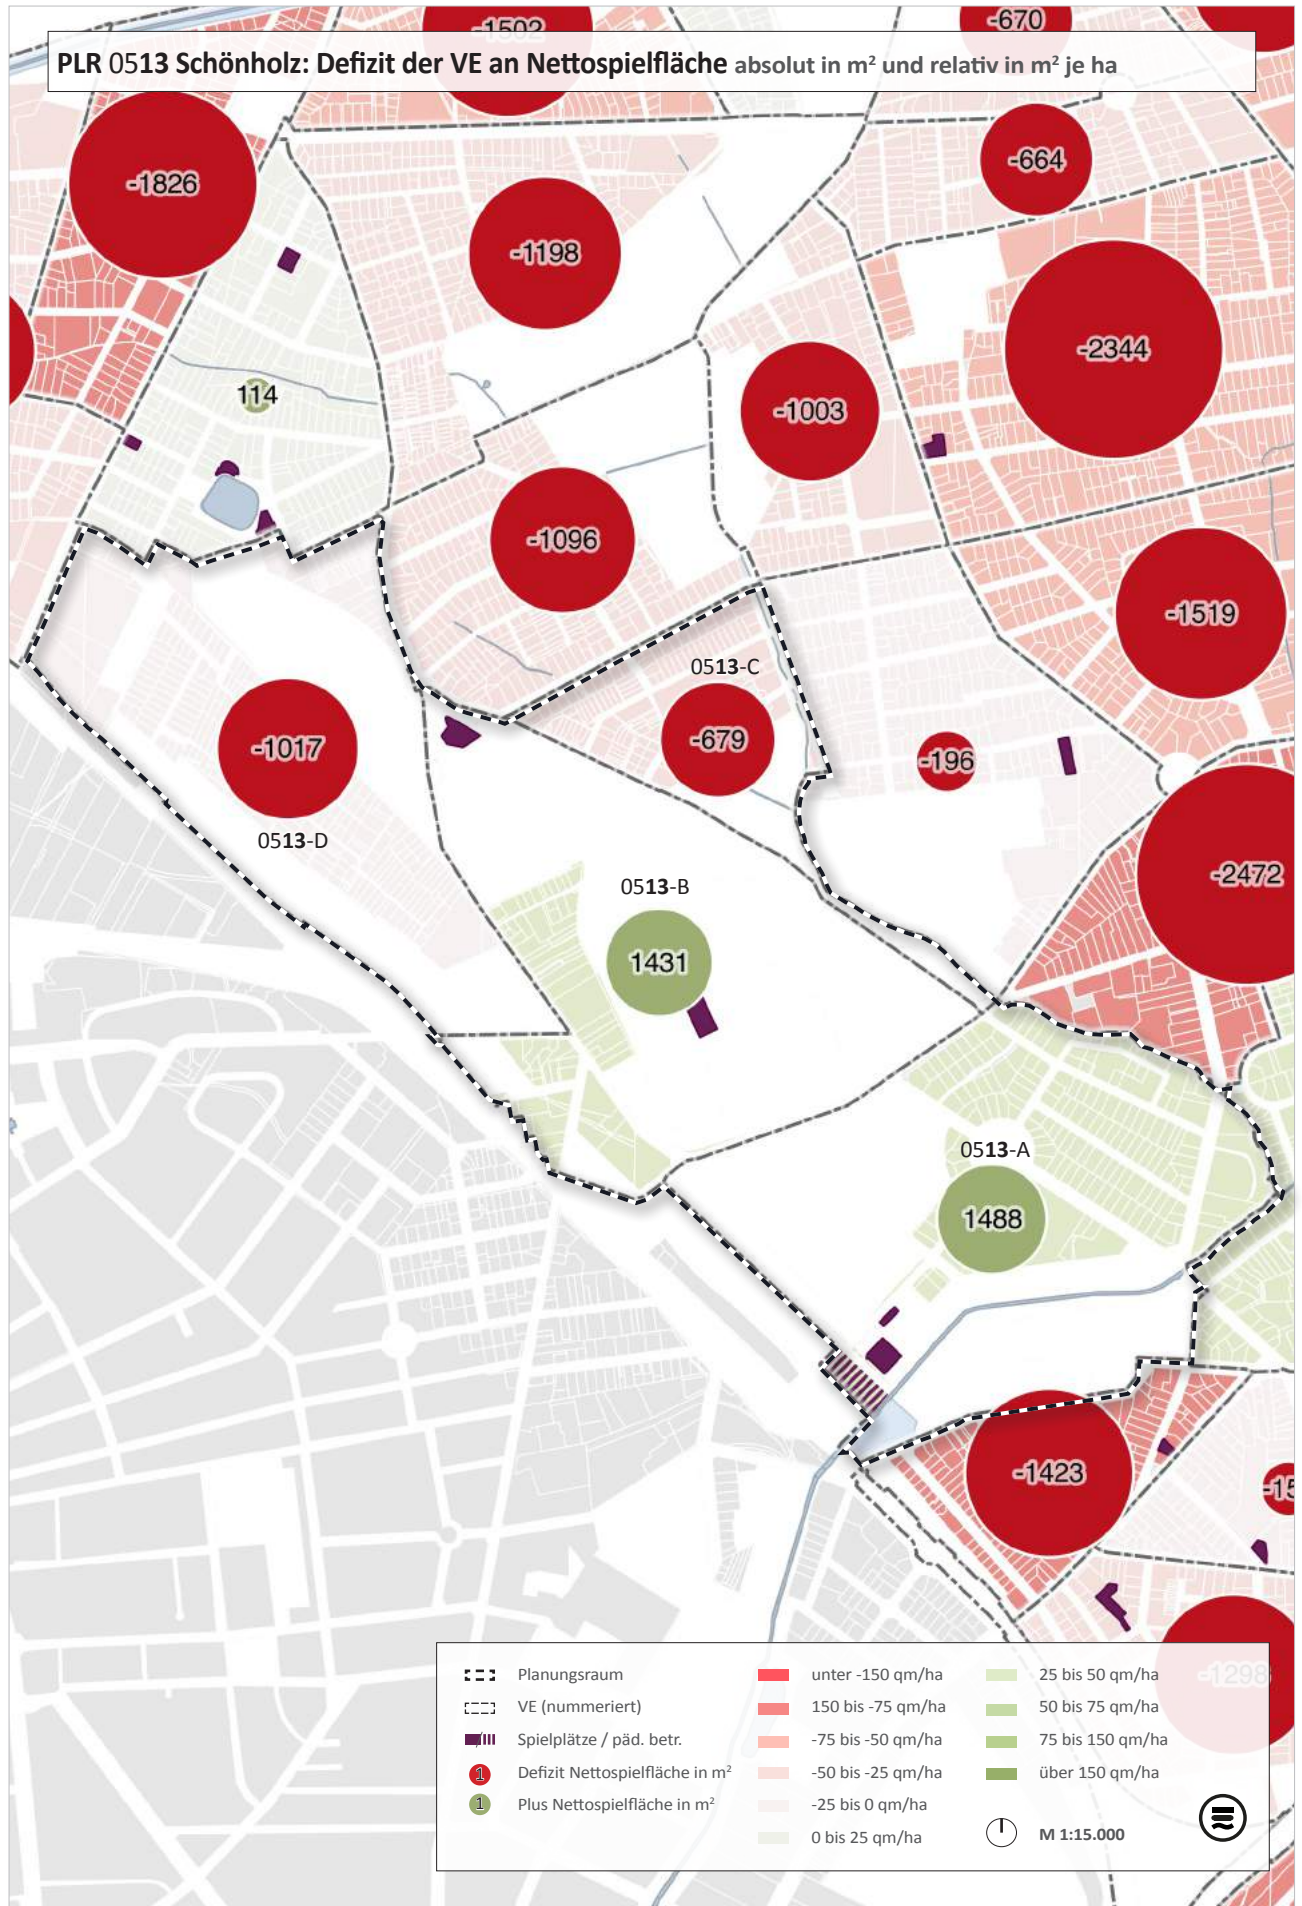 -1502
-670
PLR 0513 Schönholz: Defizit der VE an Nettospielfläche absolut in m² und relativ in m² je ha
-1826
-664
-1198
-2344
114
-1003
-1096
-1519
0513-C
-679
-1017
-196
0513-D
-2472
0513-B
1431
0513-A
1488
-1423
-15
-1298
Planungsraum
VE (nummeriert)
Spielplätze / päd. betr.
1 Defizit Nettospielfläche in m²
1 Plus Nettospielfläche in m²
unter -150 qm/ha
150 bis -75 qm/ha
-75 bis -50 qm/ha
-50 bis -25 qm/ha
-25 bis 0 qm/ha
0 bis 25 qm/ha
25 bis 50 qm/ha
50 bis 75 qm/ha
75 bis 150 qm/ha
über 150 qm/ha
M 1:15.000